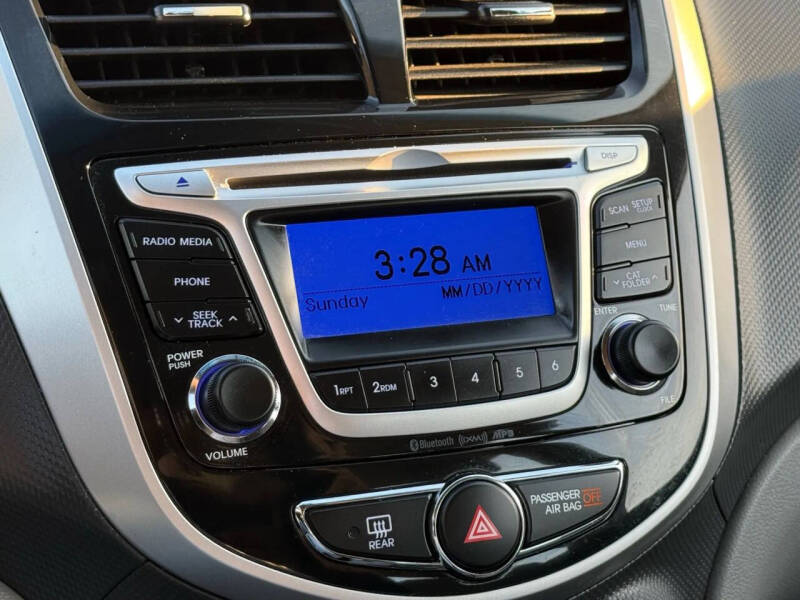 DISP
RADIO MEDIA
SCAN SETUP
CLOCK
PHONE
MENU
SEEK
TRACK
CAT
FOLDER
3:28 AM
Sunday MM/DD/YYYY
POWER
PUSH
ENTER TUNE
1RPT 2RDM 3 4 5 6
VOLUME
FILE
Bluetooth ((XM)) MP3
REAR
PASSENGER
AIR BAG OFF